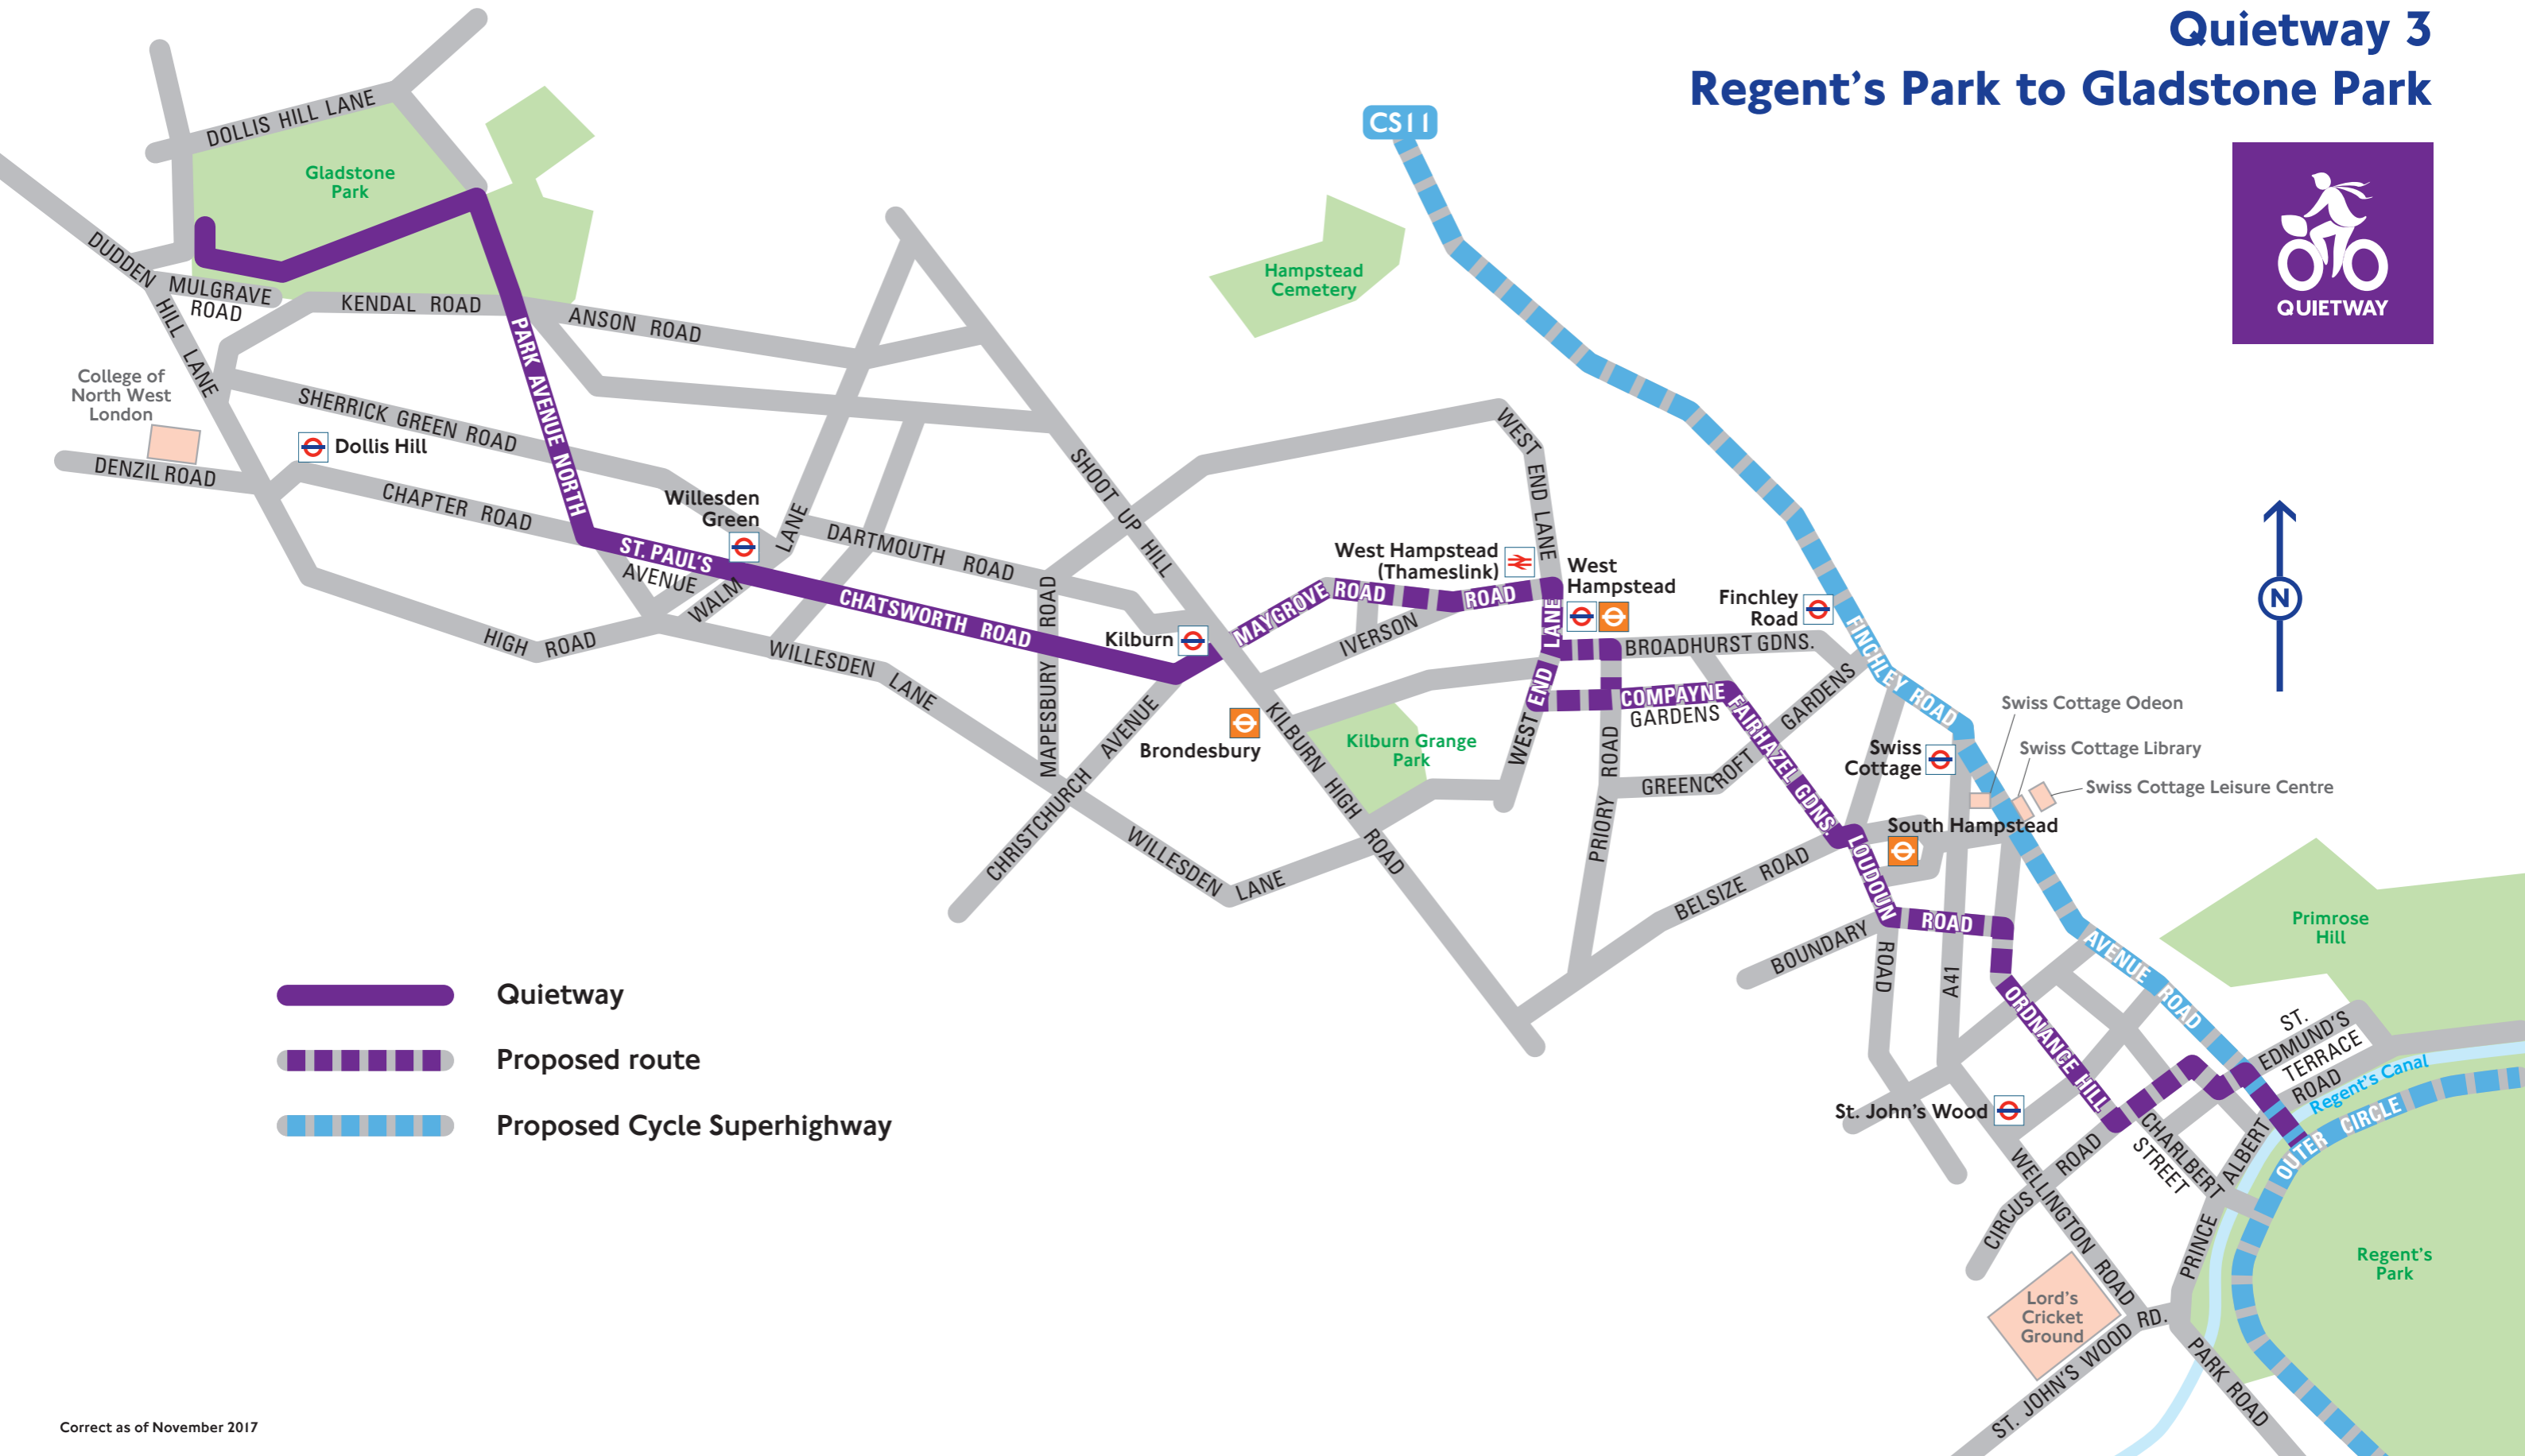 Quietway 3
Regent's Park to Gladstone Park
QUIETWAY
CS11
DOLLIS HILL LANE
Gladstone
Park
DUDDEN
HILL LANE
MULGRAVE
ROAD
KENDAL ROAD
ANSON ROAD
PARK AVENUE NORTH
College of
North West
London
DENZIL ROAD
SHERRICK GREEN ROAD
Dollis Hill
CHAPTER ROAD
Willesden
Green
ST. PAUL'S
AVENUE
WALM
LANE
DARTMOUTH ROAD
CHATSWORTH ROAD
HIGH ROAD
WILLESDEN LANE
MAPESBURY ROAD
CHRISTCHURCH AVENUE
WILLESDEN LANE
SHOOT UP HILL
Kilburn
Brondesbury
KILBURN HIGH ROAD
Kilburn Grange
Park
Hampstead
Cemetery
MAYGROVE ROAD
IVERSON
ROAD
West Hampstead
(Thameslink)
West
Hampstead
WEST END LANE
LANE
END
WEST
BROADHURST GDNS.
COMPAYNE
GARDENS
PRIORY ROAD
GREENCROFT GARDENS
FAIRHAZEL GDNS.
Finchley
Road
FINCHLEY ROAD
Swiss Cottage Odeon
Swiss Cottage Library
Swiss Cottage Leisure Centre
Swiss
Cottage
South Hampstead
BELSIZE ROAD
LOUDOUN
ROAD
BOUNDARY
ROAD
A41
ORDNANCE HILL
AVENUE ROAD
Primrose
Hill
ST.
EDMUND'S
TERRACE
ROAD
ALBERT
PRINCE
Regent's Canal
OUTER CIRCLE
Regent's
Park
St. John's Wood
CHARLBERT
STREET
CIRCUS ROAD
WELLINGTON ROAD
Lord's
Cricket
Ground
ST. JOHN'S WOOD RD.
PARK ROAD
N
Quietway
Proposed route
Proposed Cycle Superhighway
Correct as of November 2017